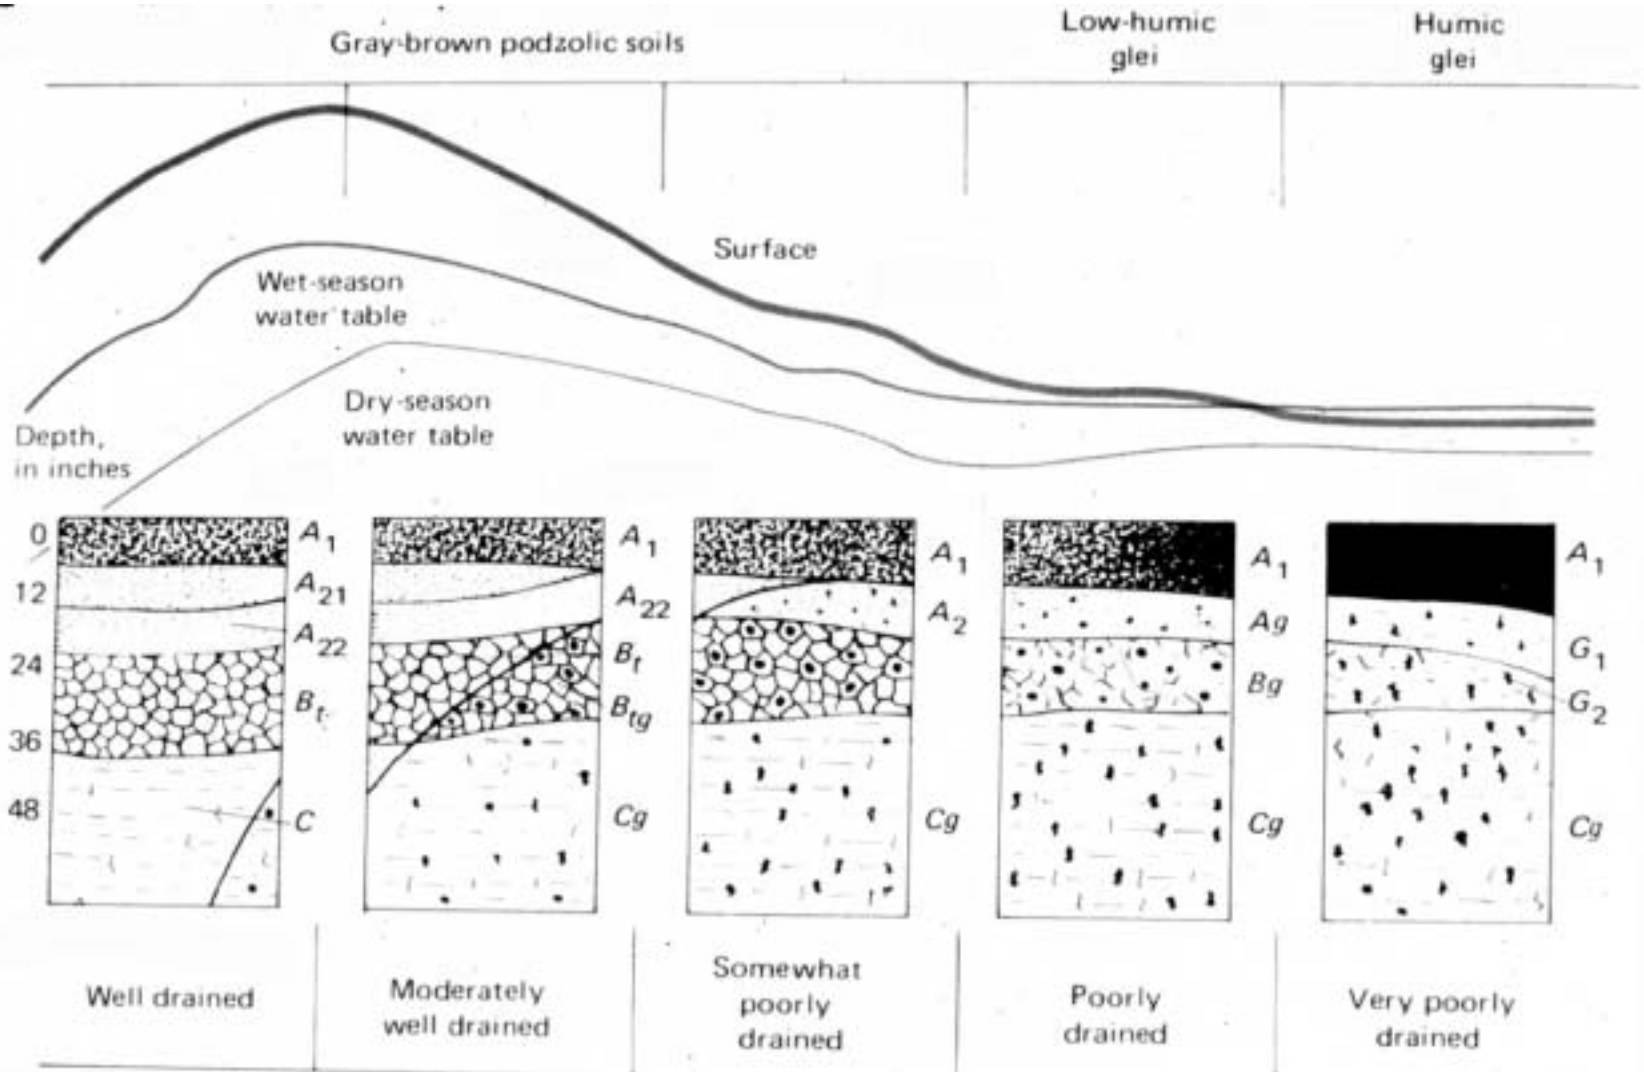 Gray-brown podzolic soils
Low-humic
glei
Humic
glei
Surface
Wet-season
water table
Dry-season
water table
Depth,
in inches
0
12
24
36
48
A1
A21
A22
Bt
C
A1
A22
Bt
Btg
Cg
A1
A2
Cg
A1
Ag
Bg
Cg
A1
G1
G2
Cg
Well drained
Moderately
well drained
Somewhat
poorly
drained
Poorly
drained
Very poorly
drained